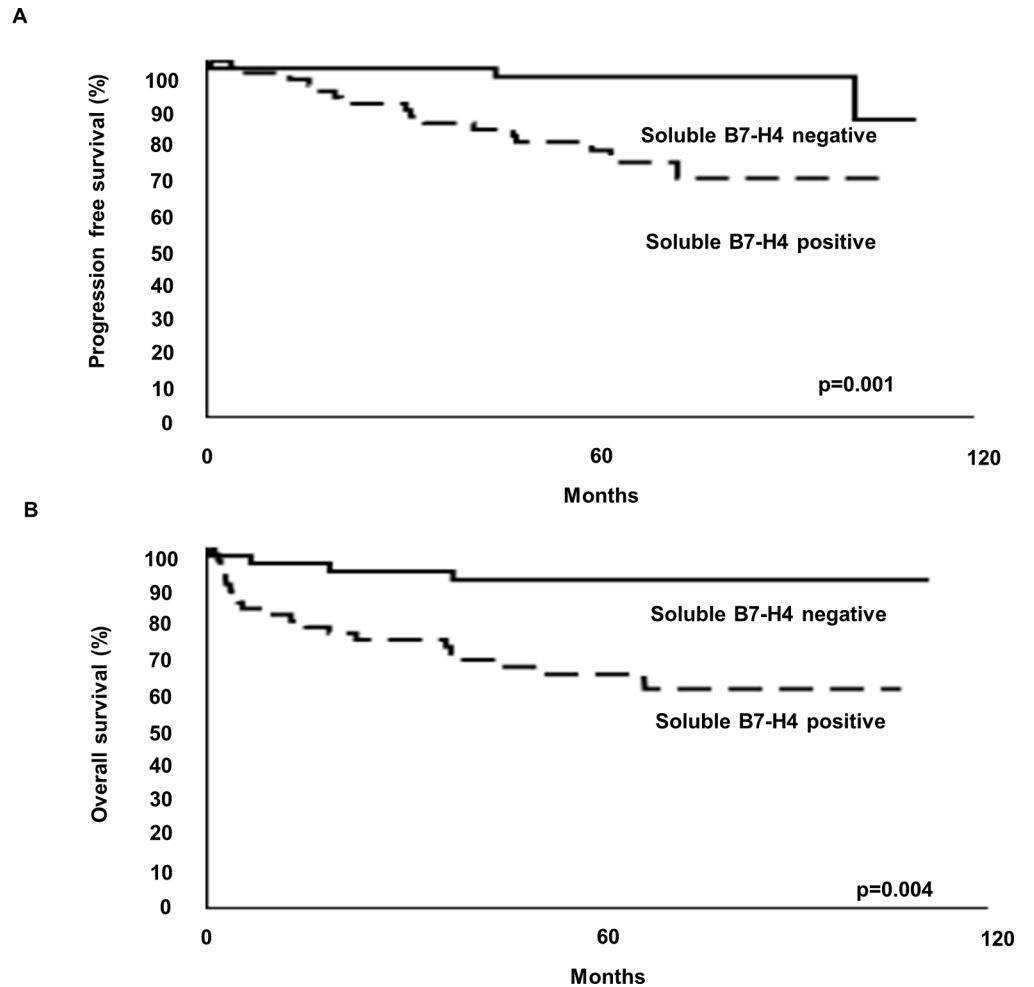 A
Progression free survival (%)
100
90
80
70
60
50
40
30
20
10
0
Soluble B7-H4 negative
Soluble B7-H4 positive
p=0.001
0 60 120
Months
B
Overall survival (%)
100
90
80
70
60
50
40
30
20
10
0
Soluble B7-H4 negative
Soluble B7-H4 positive
p=0.004
0 60 120
Months